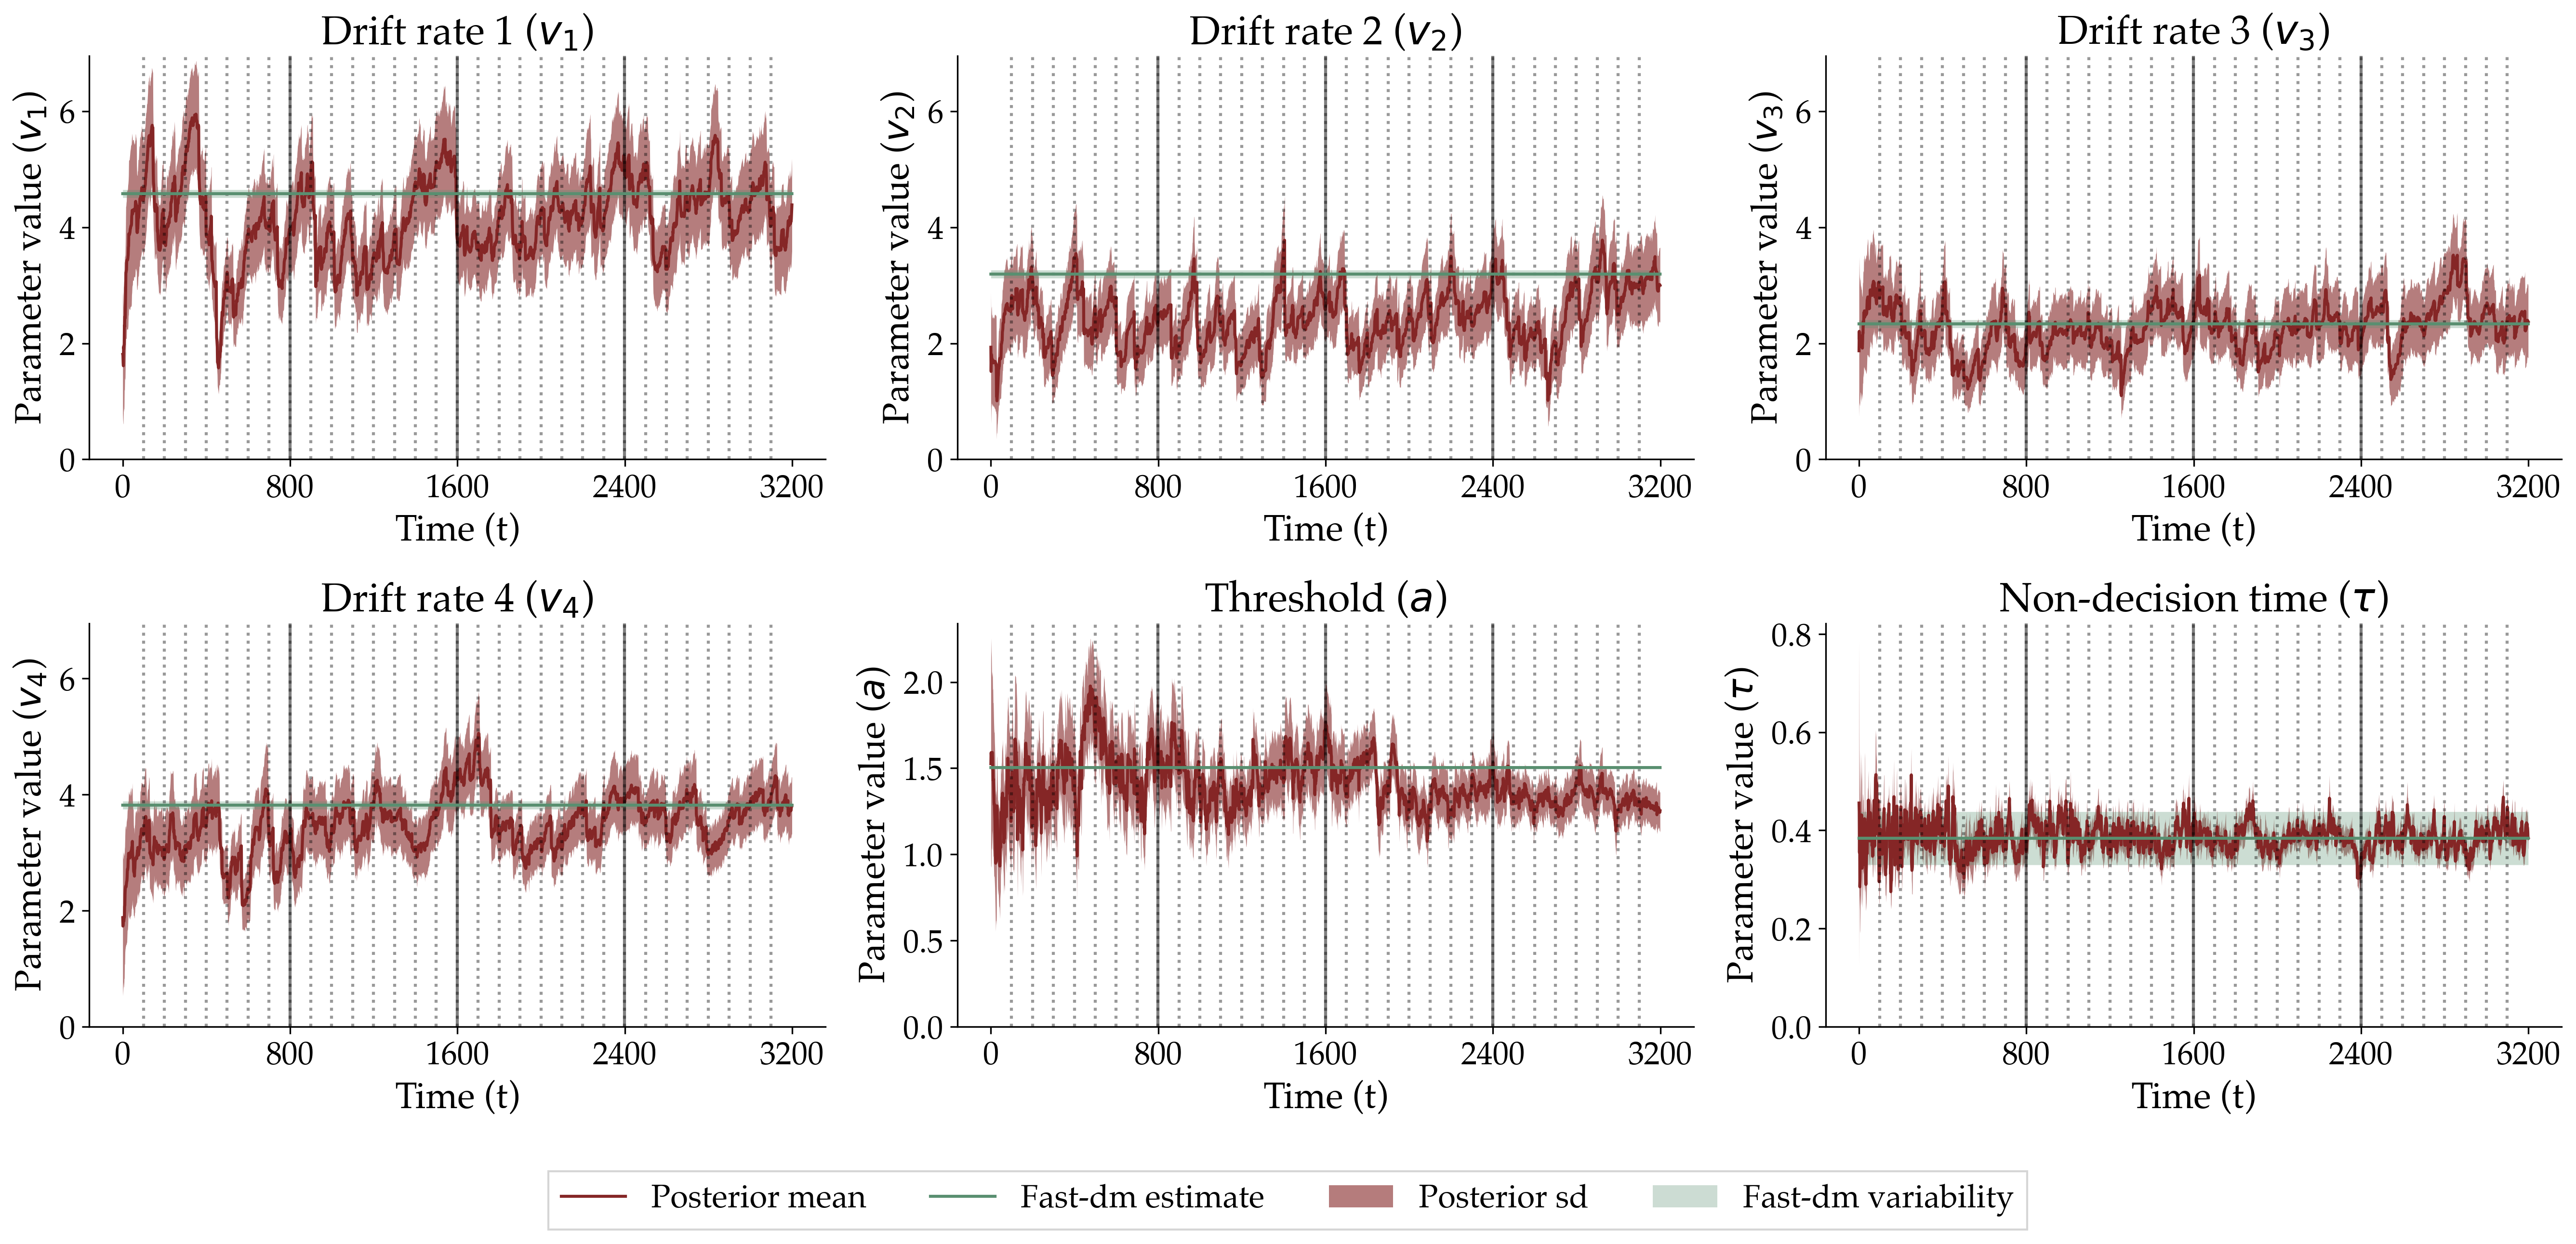 Drift rate 1 (v₁)
Parameter value (v₁)
6
4
2
0
0 800 1600 2400 3200
Time (t)
Drift rate 2 (v₂)
Parameter value (v₂)
6
4
2
0
0 800 1600 2400 3200
Time (t)
Drift rate 3 (v₃)
Parameter value (v₃)
6
4
2
0
0 800 1600 2400 3200
Time (t)
Drift rate 4 (v₄)
Parameter value (v₄)
6
4
2
0
0 800 1600 2400 3200
Time (t)
Threshold (a)
Parameter value (a)
2.0
1.5
1.0
0.5
0.0
0 800 1600 2400 3200
Time (t)
Non-decision time (τ)
Parameter value (τ)
0.8
0.6
0.4
0.2
0.0
0 800 1600 2400 3200
Time (t)
Posterior mean Fast-dm estimate Posterior sd Fast-dm variability